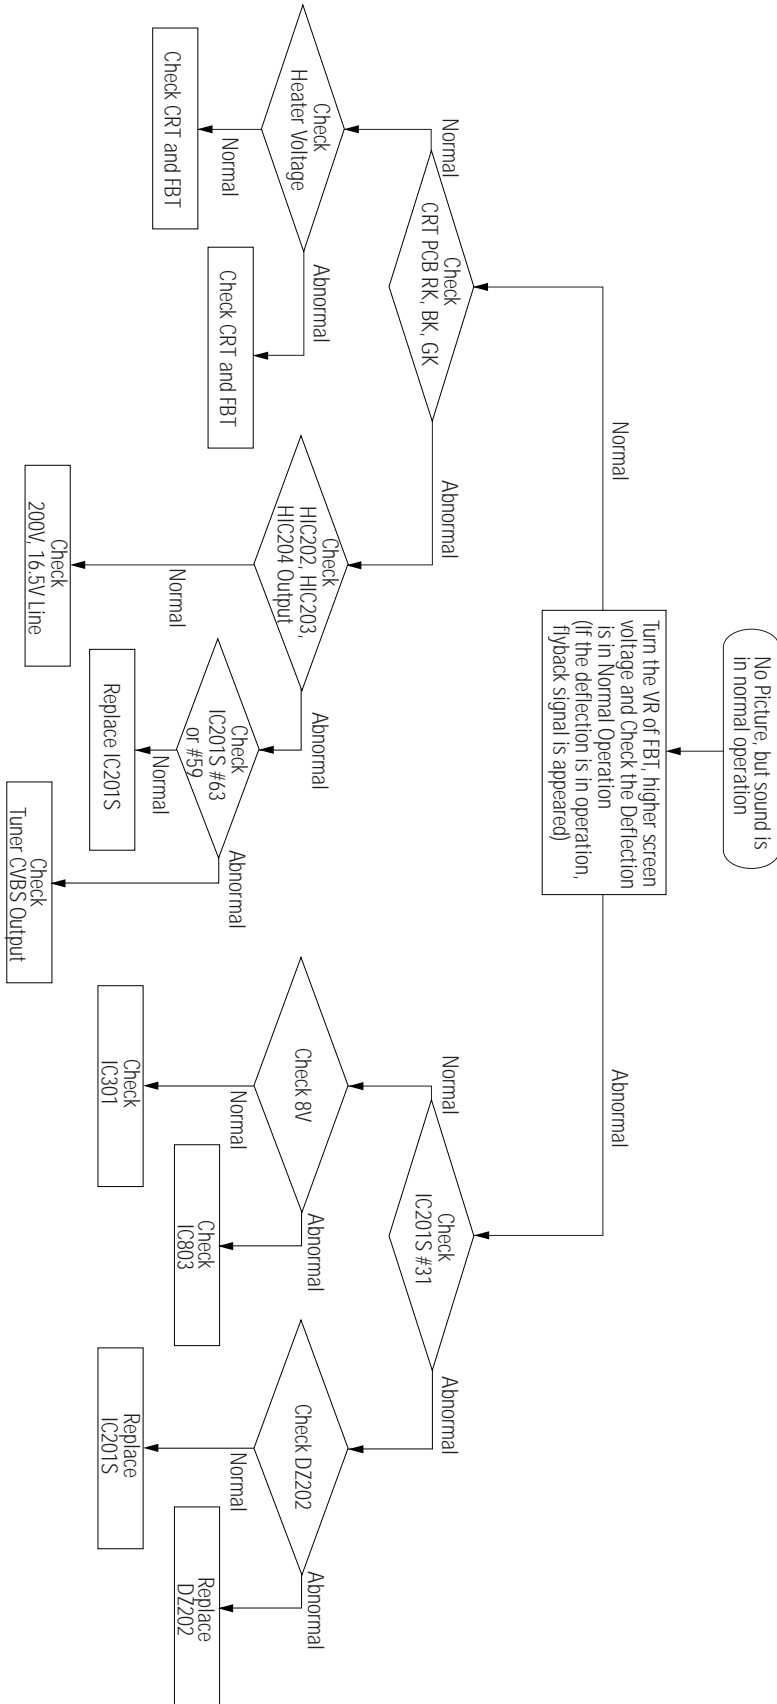 No Picture, but sound is
in normal operation
Turn the VR of FBT, higher screen
voltage and Check the Deflection
is in Normal Operation
(If the deflection is in operation,
flyback signal is appeared)
Normal
Abnormal
Check
CRT PCB RK, BK, GK
Normal
Abnormal
Check
Heater Voltage
Normal
Abnormal
Check CRT and FBT
Check CRT and FBT
Check
HIC202, HIC203,
HIC204 Output
Normal
Abnormal
Check
200V, 16.5V Line
Check
IC201S #63
or #59
Normal
Abnormal
Replace IC201S
Check
Tuner CVBS Output
Check
IC201S #31
Normal
Abnormal
Check 8V
Normal
Abnormal
Check
IC301
Check
IC803
Check DZ202
Normal
Abnormal
Replace
IC201S
Replace
DZ202